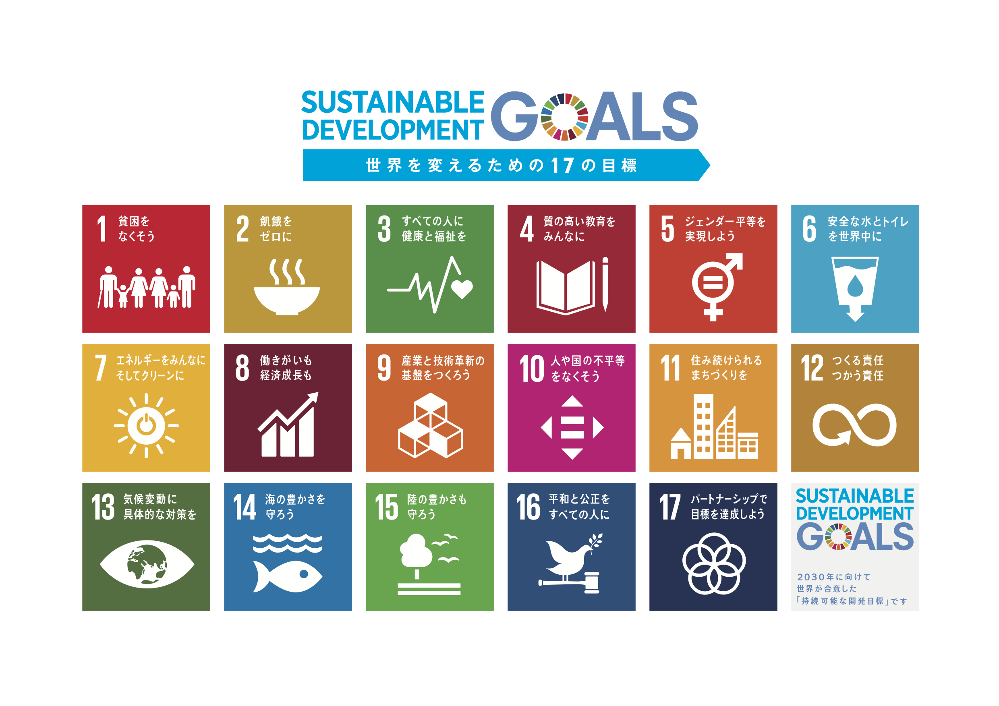 SUSTAINABLE
DEVELOPMENT
GOALS
世界を変えるための17の目標
1 貧困を
なくそう
2 飢餓を
ゼロに
3 すべての人に
健康と福祉を
4 質の高い教育を
みんなに
5 ジェンダー平等を
実現しよう
6 安全な水とトイレ
を世界中に
7 エネルギーをみんなに
そしてクリーンに
8 働きがいも
経済成長も
9 産業と技術革新の
基盤をつくろう
10 人や国の不平等
をなくそう
11 住み続けられる
まちづくりを
12 つくる責任
つかう責任
13 気候変動に
具体的な対策を
14 海の豊かさを
守ろう
15 陸の豊かさも
守ろう
16 平和と公正を
すべての人に
17 パートナーシップで
目標を達成しよう
SUSTAINABLE
DEVELOPMENT
GOALS
2030年に向けて
世界が合意した
「持続可能な開発目標」です